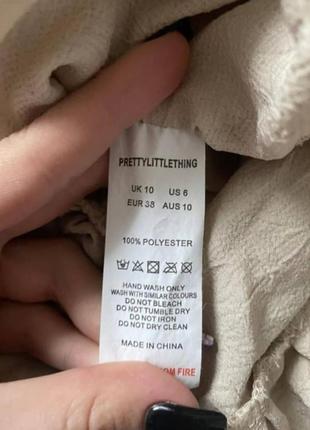 PRETTYLITTLETHING
UK 10 US 6
EUR 38 AUS 10
100% POLYESTER
HAND WASH ONLY
WASH WITH SIMILAR COLOURS
DO NOT BLEACH
DO NOT TUMBLE DRY
DO NOT IRON
DO NOT DRY CLEAN
MADE IN CHINA
FIRE